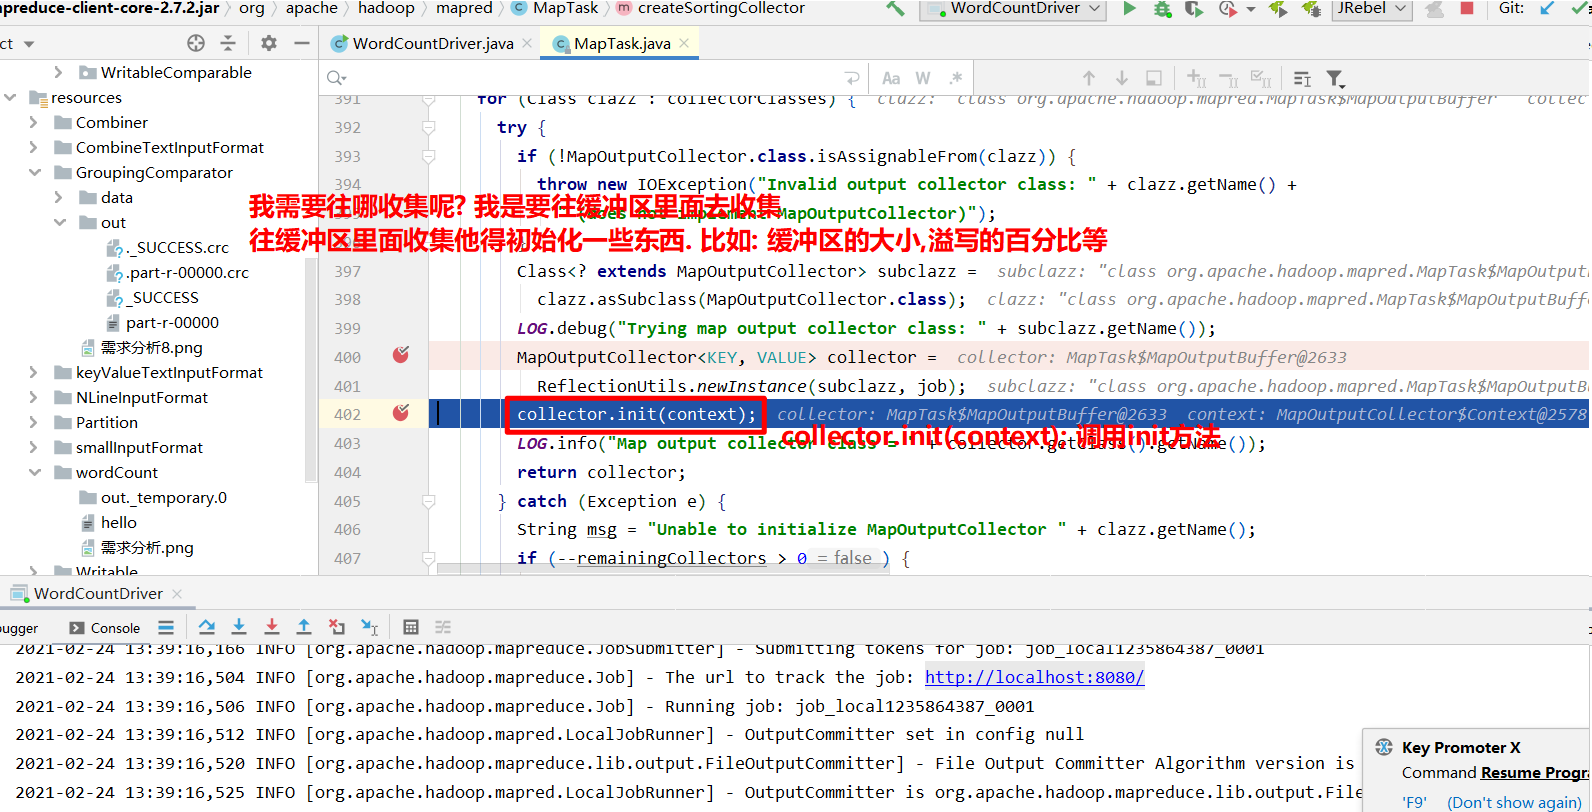 apreduce-client-core-2.7.2.jar › org › apache › hadoop › mapred › MapTask › createSortingCollector
WordCountDriver
JRebel
Git:
ct
WordCountDriver.java
MapTask.java
WritableComparable
resources
Combiner
CombineTextInputFormat
GroupingComparator
data
out
._SUCCESS.crc
.part-r-00000.crc
_SUCCESS
part-r-00000
需求分析8.png
keyValueTextInputFormat
NLineInputFormat
Partition
smallInputFormat
wordCount
out._temporary.0
hello
需求分析.png
Writable
Aa W .*
391 for (Class clazz : collectorClasses) { clazz: "class org.apache.hadoop.mapred.MapTask$MapOutputBuffer" collec
392 try {
393 if (!MapOutputCollector.class.isAssignableFrom(clazz)) {
394 throw new IOException("Invalid output collector class: " + clazz.getName() +
我需要往哪收集呢? 我是要往缓冲区里面去收集
(does not implement MapOutputCollector)");
往缓冲区里面收集他得初始化一些东西. 比如: 缓冲区的大小,溢写的百分比等
397 Class<? extends MapOutputCollector> subclazz = subclazz: "class org.apache.hadoop.mapred.MapTask$MapOutput
398 clazz.asSubclass(MapOutputCollector.class); clazz: "class org.apache.hadoop.mapred.MapTask$MapOutputBuff
399 LOG.debug("Trying map output collector class: " + subclazz.getName());
400 MapOutputCollector<KEY, VALUE> collector = collector: MapTask$MapOutputBuffer@2633
401 ReflectionUtils.newInstance(subclazz, job); subclazz: "class org.apache.hadoop.mapred.MapTask$MapOutp
402 collector.init(context); collector: MapTask$MapOutputBuffer@2633 context: MapOutputCollector$Context@2578
collector.init(context); 调用init方法
403 LOG.info("Map output collector class = " + collector.getClass().getName());
404 return collector;
405 } catch (Exception e) {
406 String msg = "Unable to initialize MapOutputCollector " + clazz.getName();
407 if (--remainingCollectors > 0 = false ) {
WordCountDriver
ugger Console
2021-02-24 13:39:16,166 INFO [org.apache.hadoop.mapreduce.JobSubmitter] - Submitting tokens for job: job_local1235864387_0001
2021-02-24 13:39:16,504 INFO [org.apache.hadoop.mapreduce.Job] - The url to track the job: http://localhost:8080/
2021-02-24 13:39:16,506 INFO [org.apache.hadoop.mapreduce.Job] - Running job: job_local1235864387_0001
2021-02-24 13:39:16,512 INFO [org.apache.hadoop.mapred.LocalJobRunner] - OutputCommitter set in config null
2021-02-24 13:39:16,520 INFO [org.apache.hadoop.mapreduce.lib.output.FileOutputCommitter] - File Output Committer Algorithm version is
2021-02-24 13:39:16,525 INFO [org.apache.hadoop.mapred.LocalJobRunner] - OutputCommitter is org.apache.hadoop.mapreduce.lib.output.File
Key Promoter X
Command Resume Progr
'F9' (Don't show again)